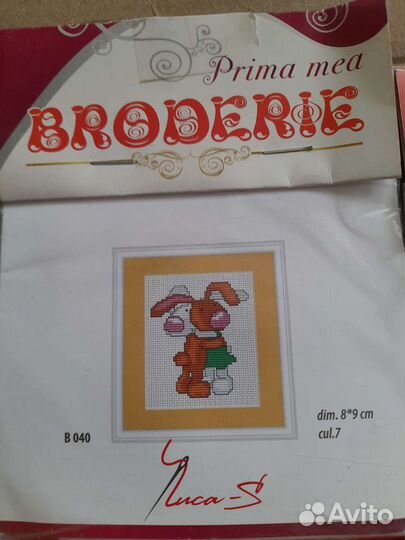 Prima mea
BRODERIE
dim. 8*9 cm
B 040
cul.7
Luca-S
Avito